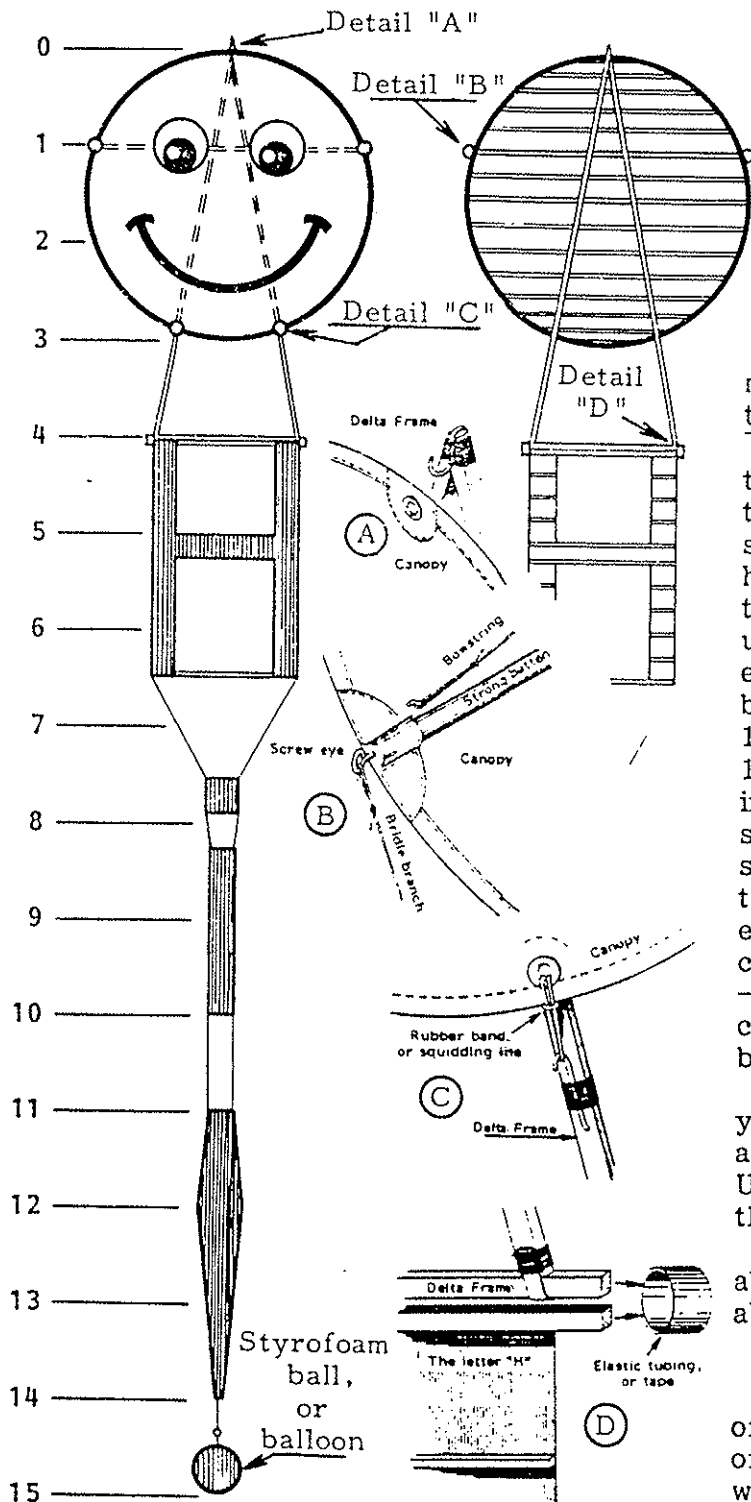 Detail "A"
0
Detail "B"
1
2
Detail "C"
3
Detail
"D"
4
Delta Frame
A
Canopy
5
6
Bowstring
Strong button
7
Screw eye
Canopy
B
8
Bridle branch
9
Canopy
10
Rubber band,
or squidding line
C
11
Delta Frame
12
Delta Frame
13
The letter "H"
Elastic tubing,
or tape
Styrofoam
ball,
or
balloon
14
D
15